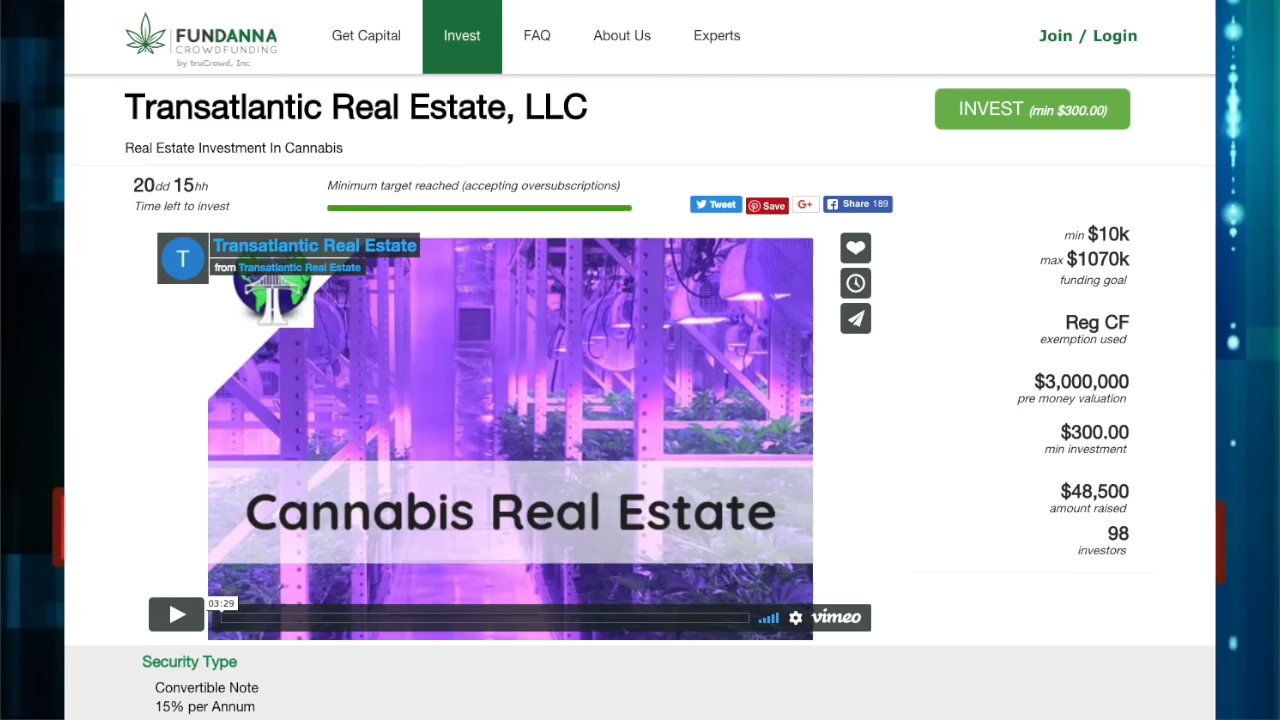 FUNDANNA
CROWDFUNDING
by truCrowd, Inc
Get Capital
Invest
FAQ
About Us
Experts
Join / Login
Transatlantic Real Estate, LLC
INVEST (min $300.00)
Real Estate Investment In Cannabis
20dd 15hh
Time left to invest
Minimum target reached (accepting oversubscriptions)
Tweet
Save
G+
Share 189
T
Transatlantic Real Estate
from Transatlantic Real Estate
min $10k
max $1070k
funding goal
Reg CF
exemption used
$3,000,000
pre money valuation
$300.00
min investment
$48,500
amount raised
98
investors
Cannabis Real Estate
03:29
vimeo
Security Type
Convertible Note
15% per Annum